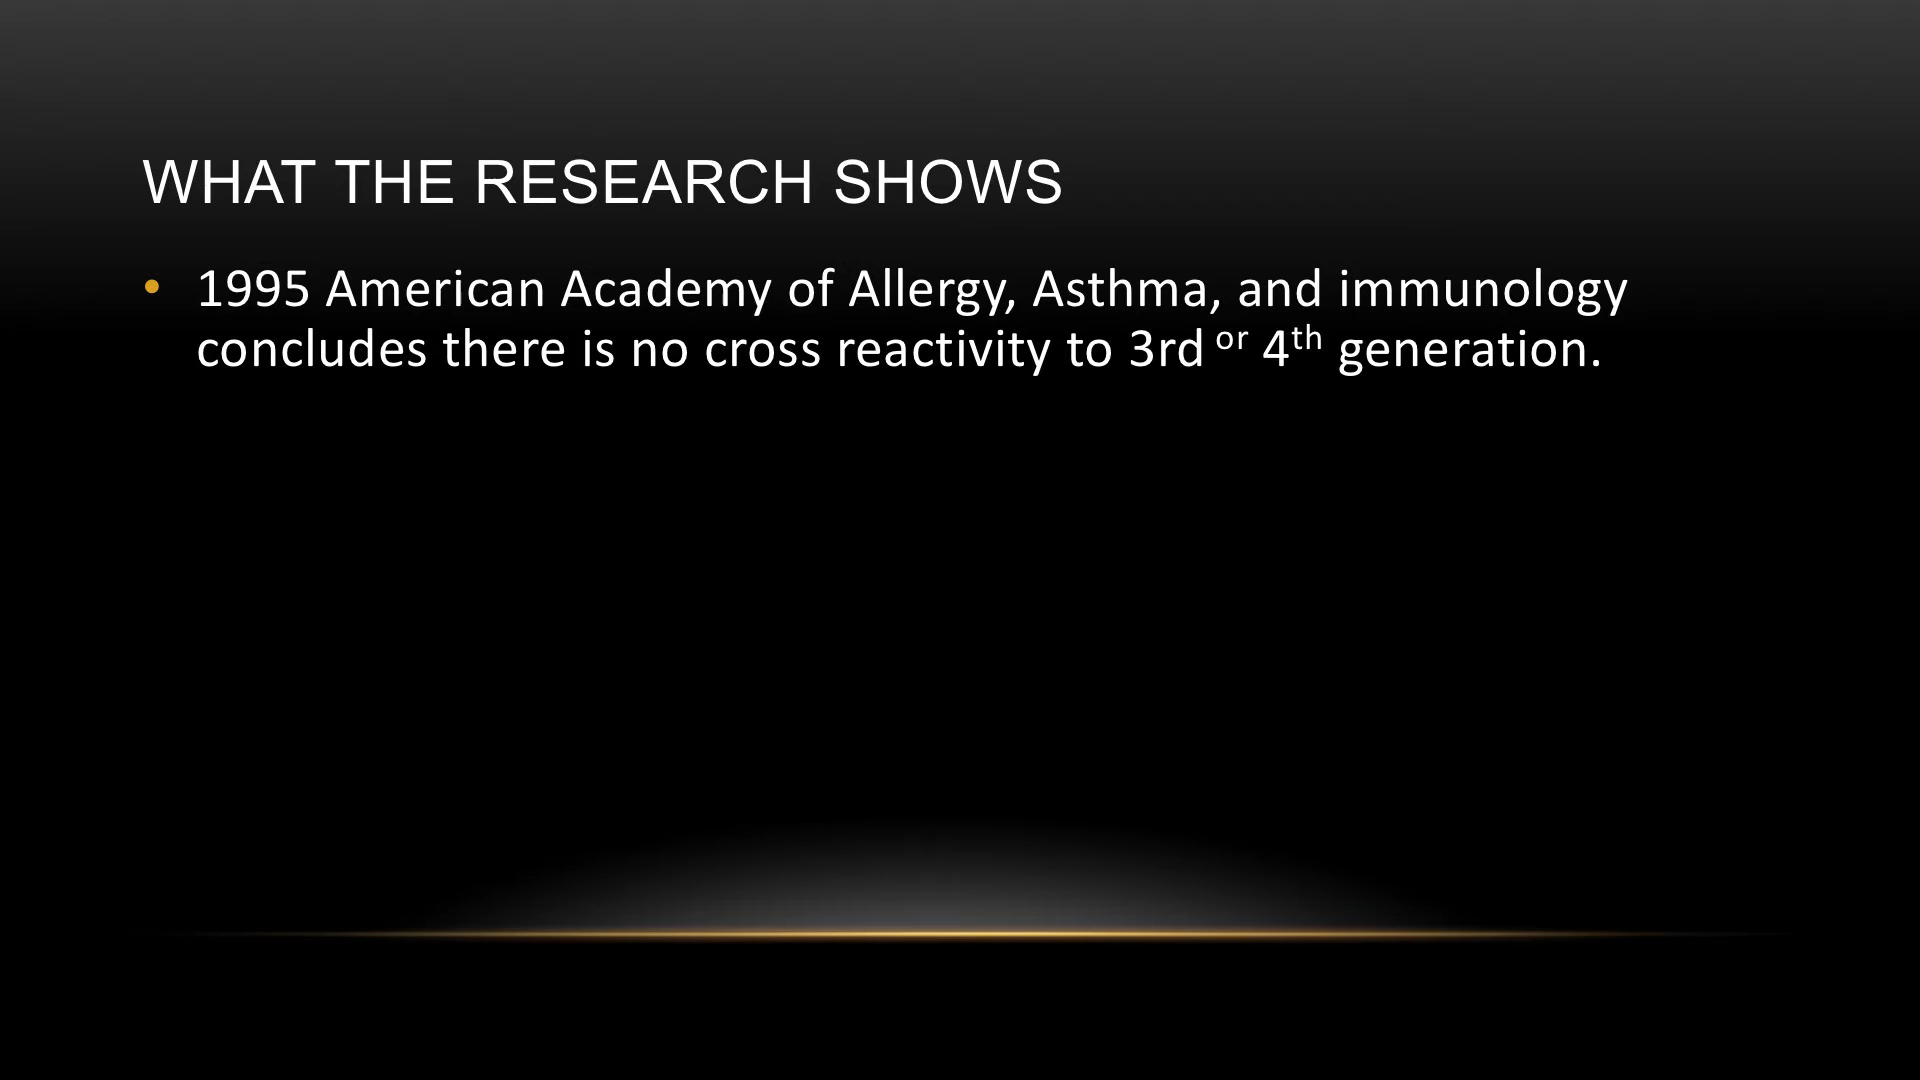 WHAT THE RESEARCH SHOWS
• 1995 American Academy of Allergy, Asthma, and immunology
concludes there is no cross reactivity to 3rd or 4th generation.